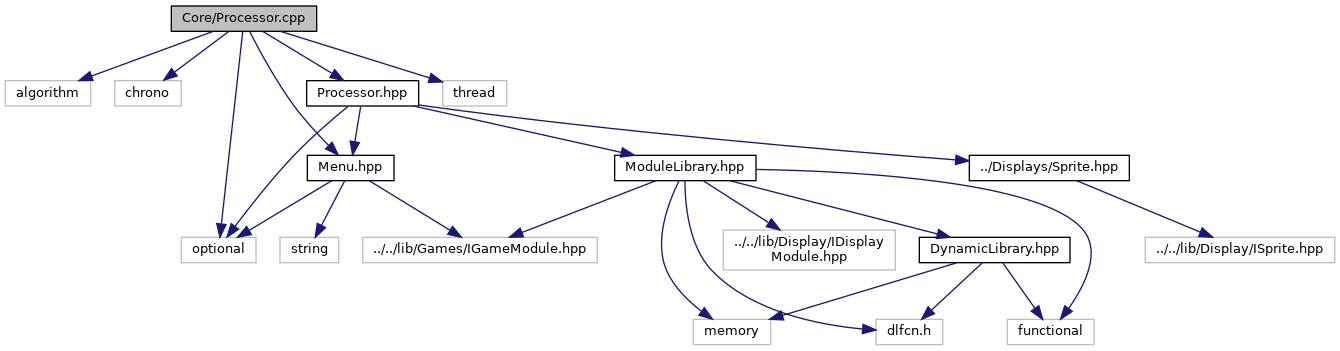 Core/Processor.cpp
algorithm
chrono
Processor.hpp
thread
Menu.hpp
ModuleLibrary.hpp
../Displays/Sprite.hpp
optional
string
../../lib/Games/IGameModule.hpp
../../lib/Display/IDisplay
Module.hpp
DynamicLibrary.hpp
../../lib/Display/ISprite.hpp
memory
dlfcn.h
functional